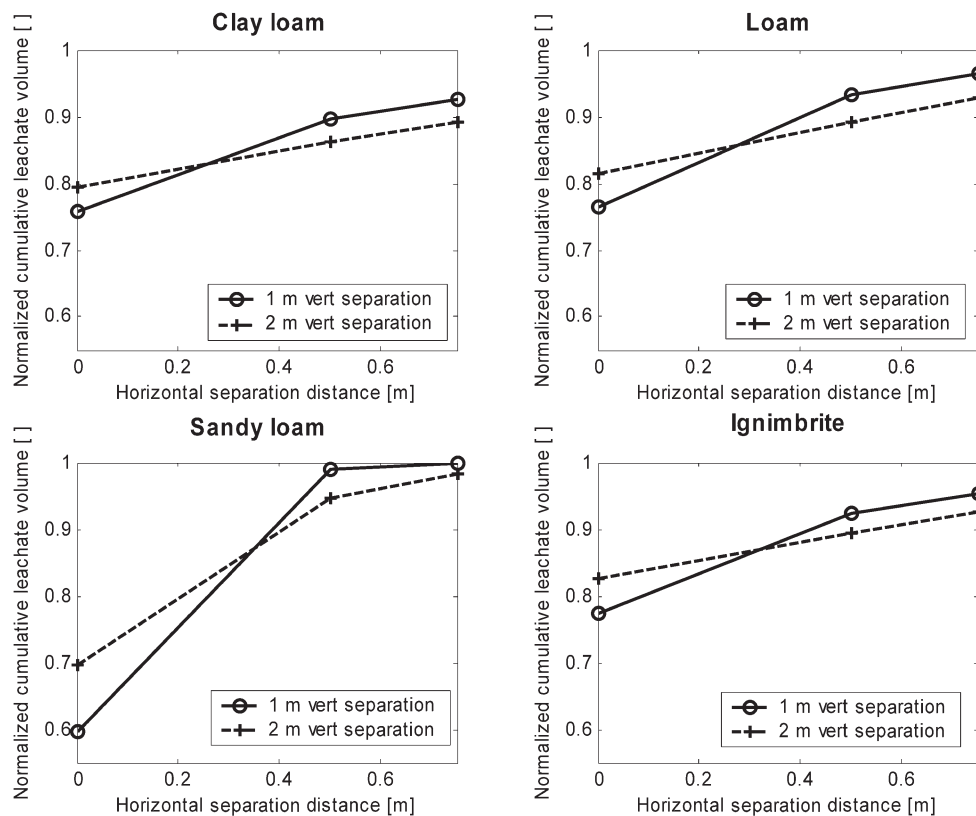 Clay loam
Normalized cumulative leachate volume [ ]
1
0.9
0.8
0.7
0.6
0 0.2 0.4 0.6
Horizontal separation distance [m]
1 m vert separation
2 m vert separation
Loam
Normalized cumulative leachate volume [ ]
1
0.9
0.8
0.7
0.6
0 0.2 0.4 0.6
Horizontal separation distance [m]
1 m vert separation
2 m vert separation
Sandy loam
Normalized cumulative leachate volume [ ]
1
0.9
0.8
0.7
0.6
0 0.2 0.4 0.6
Horizontal separation distance [m]
1 m vert separation
2 m vert separation
Ignimbrite
Normalized cumulative leachate volume [ ]
1
0.9
0.8
0.7
0.6
0 0.2 0.4 0.6
Horizontal separation distance [m]
1 m vert separation
2 m vert separation